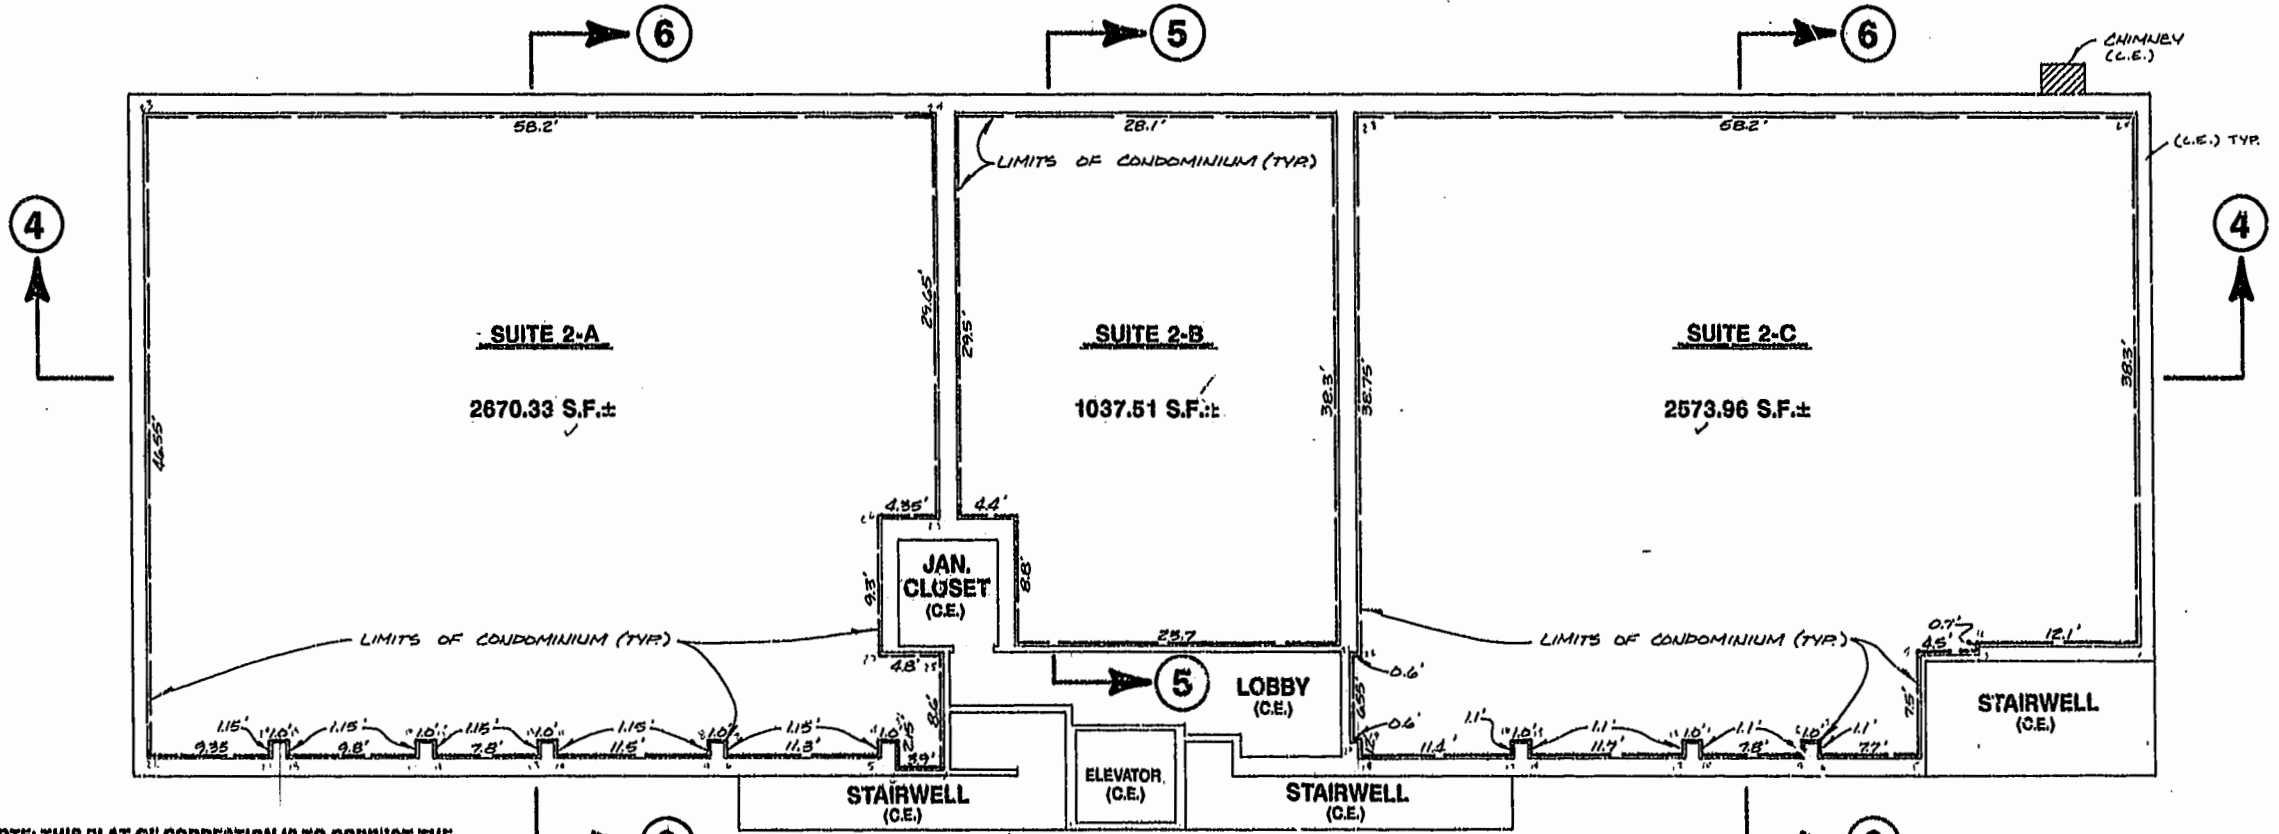 6
5
6
CHIMNEY
(C.E.)
58.2'
28.1'
58.2'
(C.E.) TYP.
LIMITS OF CONDOMINIUM (TYP.)
4
4
29.65'
29.5'
SUITE 2-A
SUITE 2-B
SUITE 2-C
38.3'
38.75'
38.3'
2670.33 S.F.±
1037.51 S.F.±
2573.96 S.F.±
46.55'
4.35'
4.4'
JAN.
CLOSET
(C.E.)
9.3'
8.8'
LIMITS OF CONDOMINIUM (TYP.)
23.7
LIMITS OF CONDOMINIUM (TYP.)
0.7'
4.5'
12.1'
4.8'
5
LOBBY
(C.E.)
0.6'
STAIRWELL
(C.E.)
8.6'
6.55'
7.5'
1.15'
1.0'
1.15'
1.15'
1.0'
1.15'
1.0'
1.15'
1.0'
2.15'
0.6'
1.1'
1.0'
1.1'
1.1'
1.0'
1.1'
9.35
9.8'
7.8'
11.5'
11.3'
3.9'
11.4'
11.7'
7.8'
7.7'
ELEVATOR
(C.E.)
STAIRWELL
(C.E.)
STAIRWELL
(C.E.)